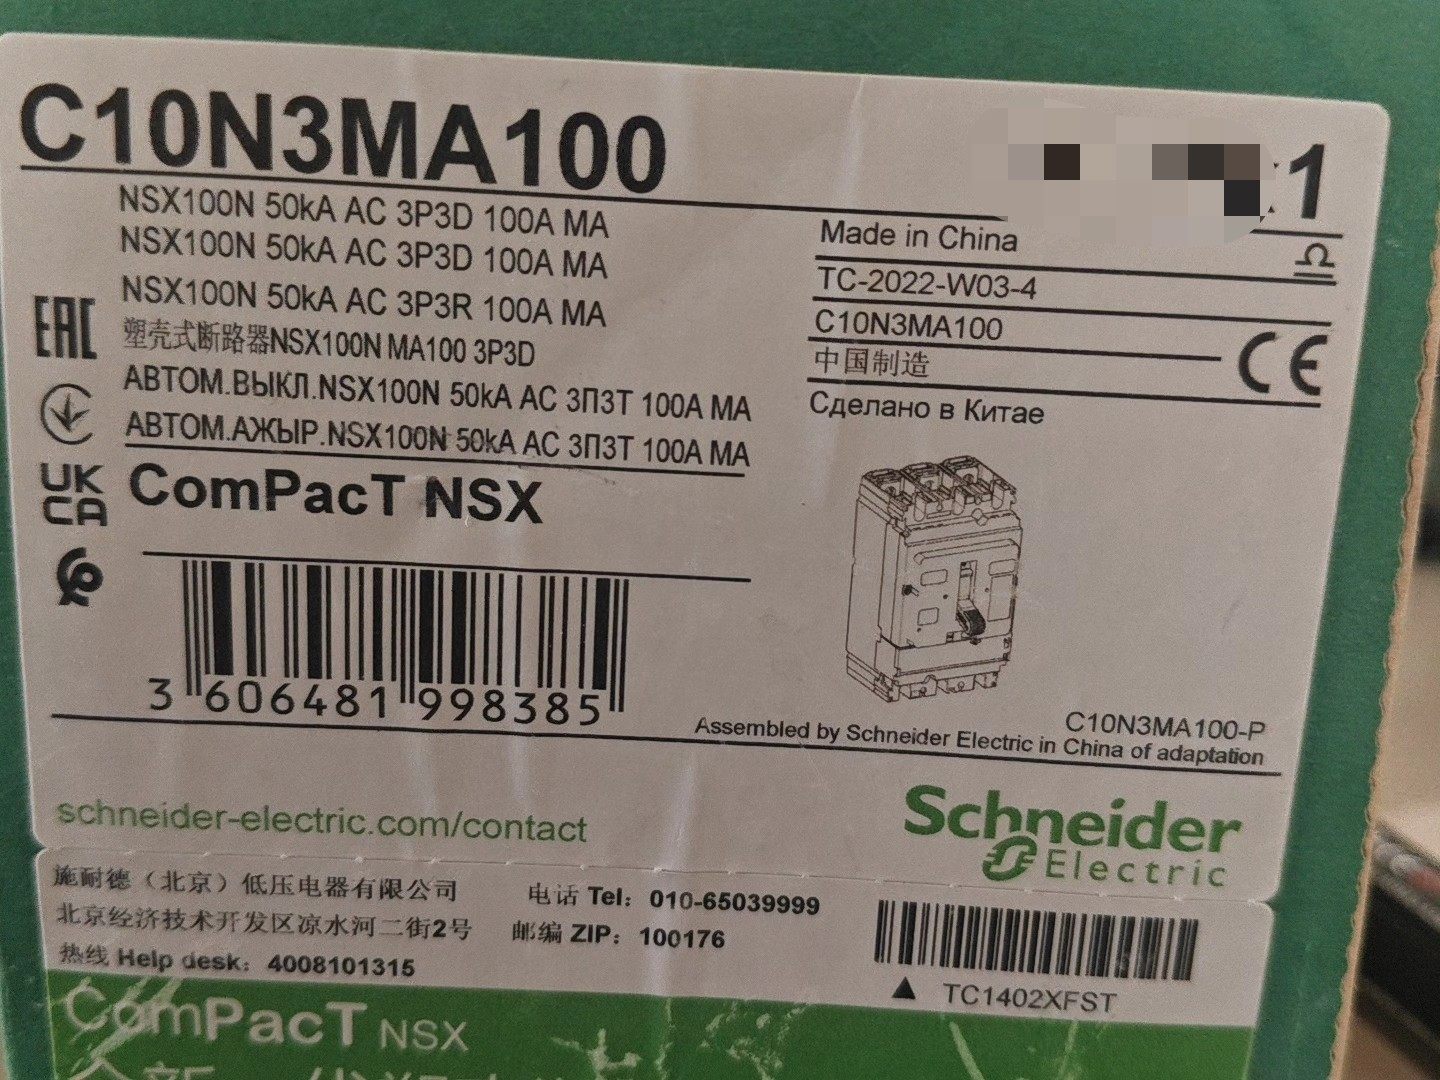 C10N3MA100
x1
NSX100N 50kA AC 3P3D 100A MA
NSX100N 50kA AC 3P3D 100A MA
NSX100N 50kA AC 3P3R 100A MA
塑壳式断路器NSX100N MA100 3P3D
АВТОМ.ВЫКЛ.NSX100N 50kA AC 3П3Т 100A MA
АВТОМ.АЖЫР.NSX100N 50kA AC 3П3Т 100A MA
Made in China
TC-2022-W03-4
C10N3MA100
中国制造
Сделано в Китае
EAC
CE
UK
CA
ComPacT NSX
3 606481 998385
C10N3MA100-P
Assembled by Schneider Electric in China of adaptation
schneider-electric.com/contact
Schneider
Electric
施耐德（北京）低压电器有限公司 电话 Tel：010-65039999
北京经济技术开发区凉水河二街2号 邮编 ZIP：100176
热线 Help desk：4008101315
TC1402XFST
ComPacT NSX